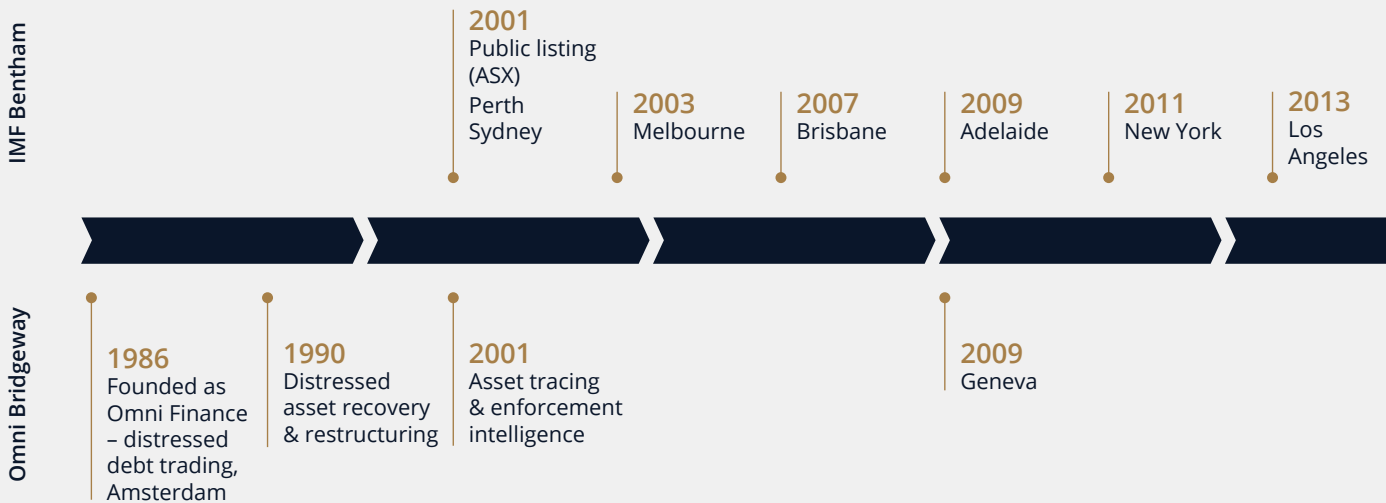 IMF Bentham
2001
Public listing
(ASX)
Perth
Sydney
2003
Melbourne
2007
Brisbane
2009
Adelaide
2011
New York
2013
Los
Angeles
Omni Bridgeway
1986
Founded as
Omni Finance
– distressed
debt trading,
Amsterdam
1990
Distressed
asset recovery
& restructuring
2001
Asset tracing
& enforcement
intelligence
2009
Geneva